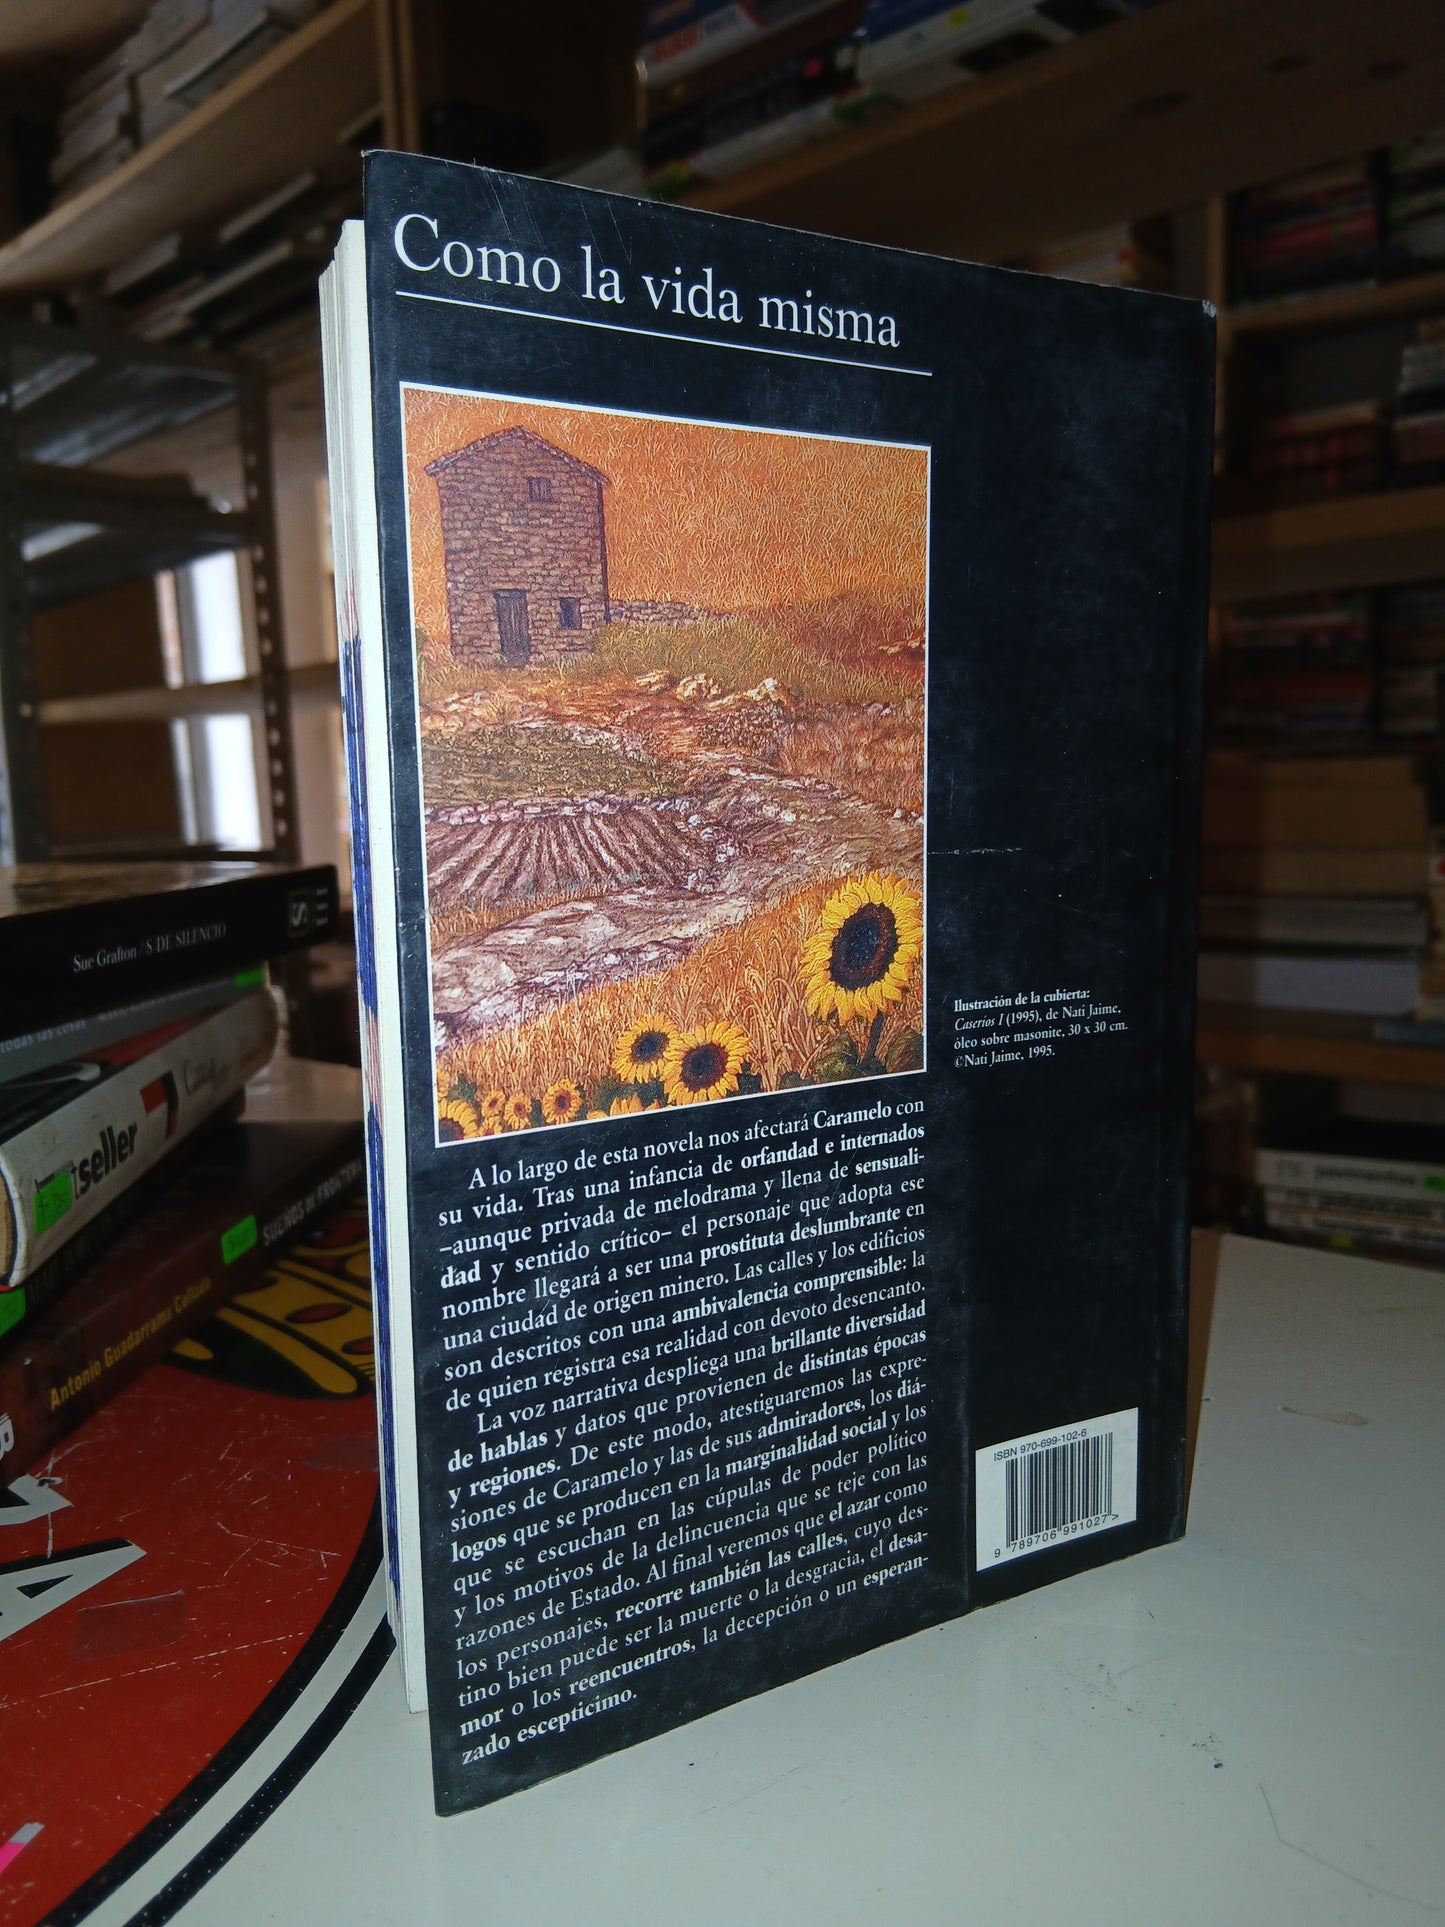 Como la vida misma
Ilustración de la cubierta:
Caseríos I (1995), de Nati Jaime,
óleo sobre masonite, 30 x 30 cm.
©Nati Jaime, 1995.
A lo largo de esta novela nos afectará Caramelo con
su vida. Tras una infancia de orfandad e internados
–aunque privada de melodrama y llena de sensuali-
dad y sentido crítico– el personaje que adopta ese
nombre llegará a ser una prostituta deslumbrante en
una ciudad de origen minero. Las calles y los edificios
son descritos con una ambivalencia comprensible: la
de quien registra esa realidad con devoto desencanto.
La voz narrativa despliega una brillante diversidad
de hablas y datos que provienen de distintas épocas
y regiones. De este modo, atestiguaremos las expre-
siones de Caramelo y las de sus admiradores, los diá-
logos que se producen en la marginalidad social y los
que se escuchan en las cúpulas de poder político
y los motivos de la delincuencia que se teje con las
razones de Estado. Al final veremos que el azar como
los personajes, recorre también las calles, cuyo des-
tino bien puede ser la muerte o la desgracia, el desa-
mor o los reencuentros, la decepción o un esperan-
zado escepticimo.
ISBN 970-699-102-6
9 789706 991027 >
Sue Grafton / S DE SILENCIO
S
seller
SUEÑOS DE FRONTERA
Antonio Guadarrama Collado